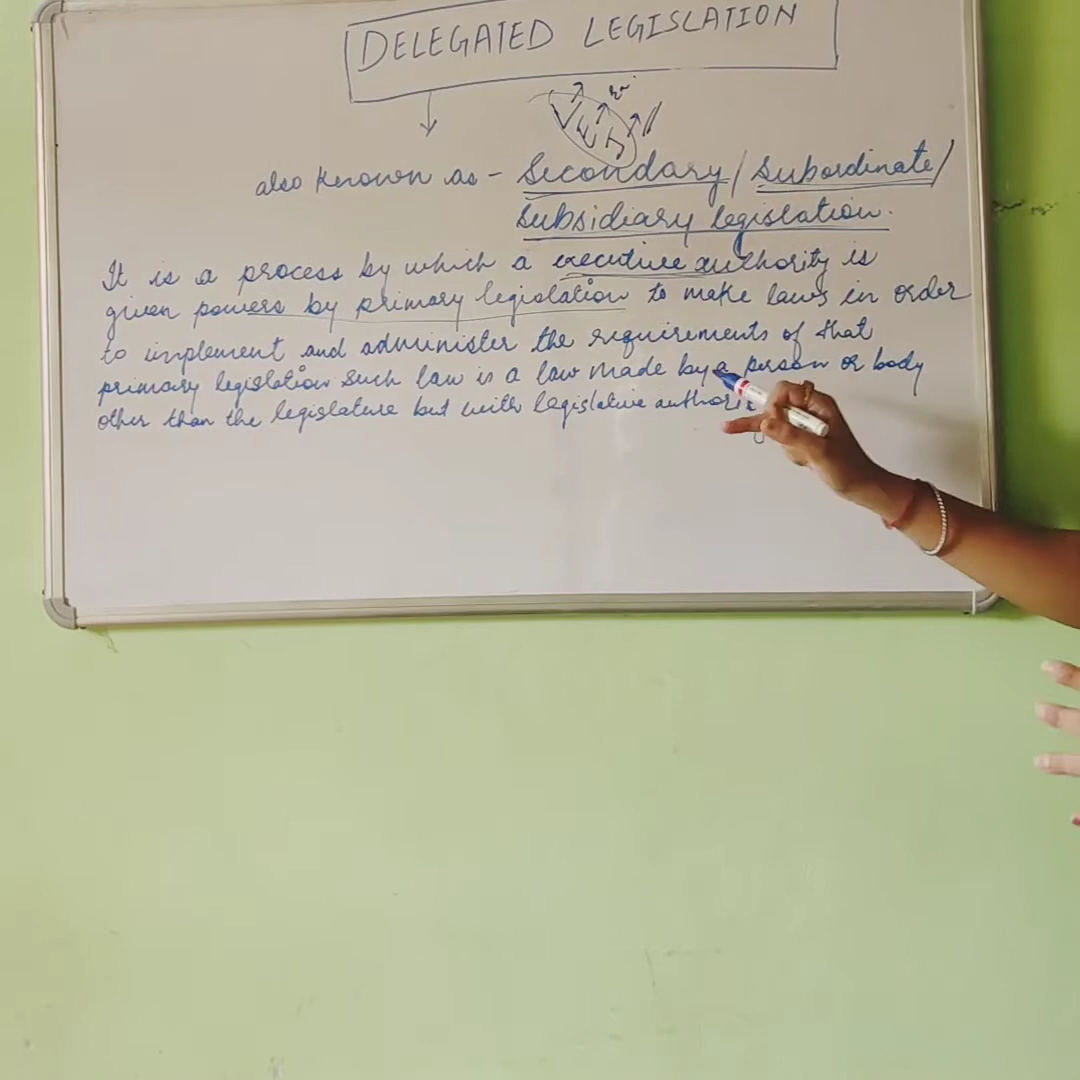 DELEGATED LEGISLATION
also known as - Secondary / Subordinate /
Subsidiary legislation.
It is a process by which a executive authority is
given powers by primary legislation to make laws in order
to implement and administer the requirements of that
primary legislation Such law is a law made by a person or body
other than the legislature but with legislative authority